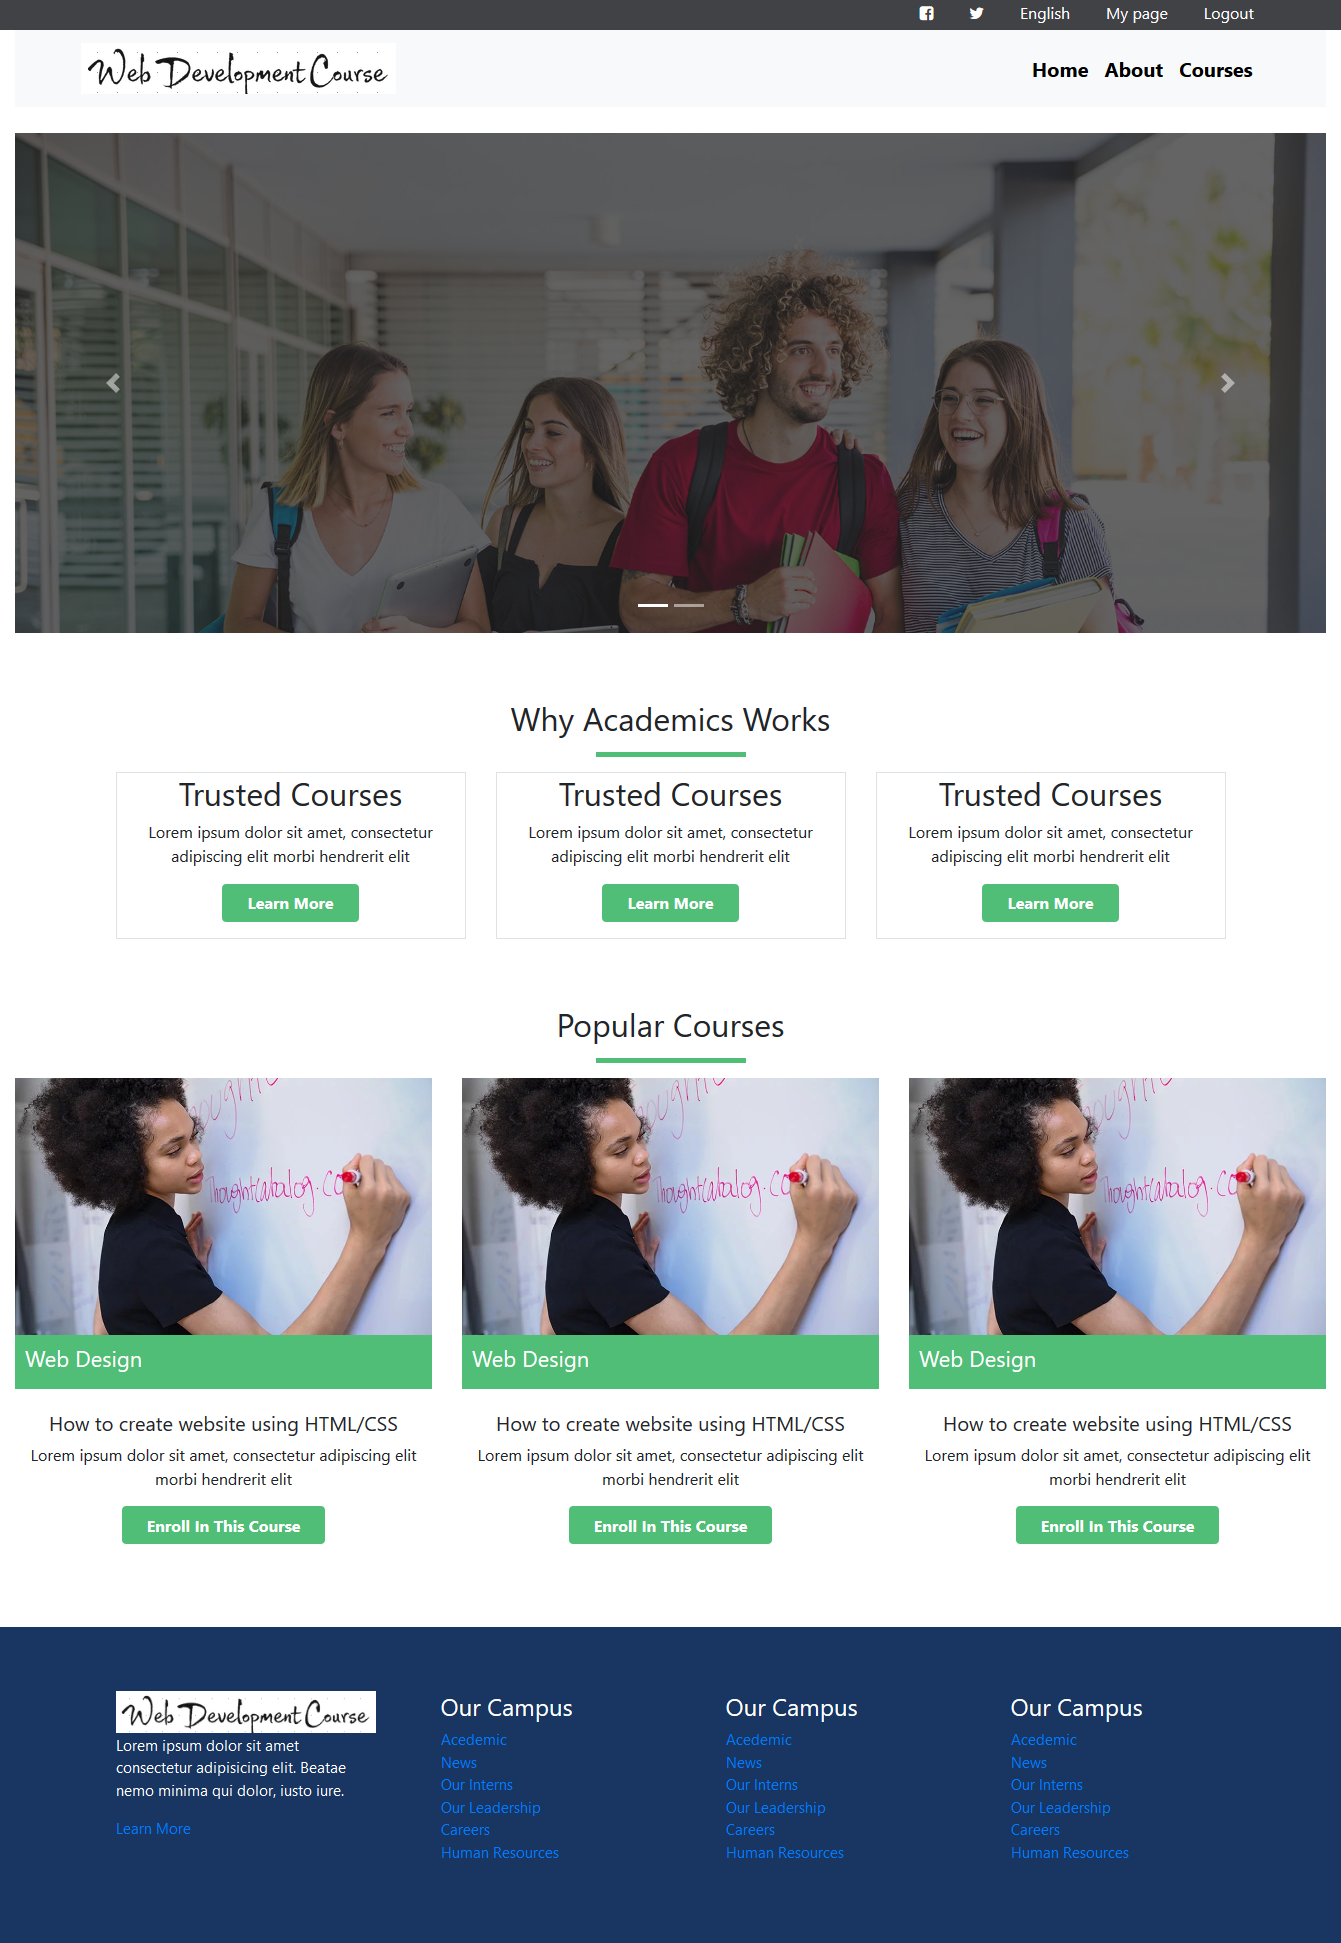 English My page Logout
Web Development Course
Home About Courses
Why Academics Works
Trusted Courses
Lorem ipsum dolor sit amet, consectetur
adipiscing elit morbi hendrerit elit
Learn More
Trusted Courses
Lorem ipsum dolor sit amet, consectetur
adipiscing elit morbi hendrerit elit
Learn More
Trusted Courses
Lorem ipsum dolor sit amet, consectetur
adipiscing elit morbi hendrerit elit
Learn More
Popular Courses
Thoughtcatalog.co
Web Design
How to create website using HTML/CSS
Lorem ipsum dolor sit amet, consectetur adipiscing elit
morbi hendrerit elit
Enroll In This Course
Thoughtcatalog.co
Web Design
How to create website using HTML/CSS
Lorem ipsum dolor sit amet, consectetur adipiscing elit
morbi hendrerit elit
Enroll In This Course
Thoughtcatalog.co
Web Design
How to create website using HTML/CSS
Lorem ipsum dolor sit amet, consectetur adipiscing elit
morbi hendrerit elit
Enroll In This Course
Web Development Course
Lorem ipsum dolor sit amet
consectetur adipisicing elit. Beatae
nemo minima qui dolor, iusto iure.
Learn More
Our Campus
Acedemic
News
Our Interns
Our Leadership
Careers
Human Resources
Our Campus
Acedemic
News
Our Interns
Our Leadership
Careers
Human Resources
Our Campus
Acedemic
News
Our Interns
Our Leadership
Careers
Human Resources